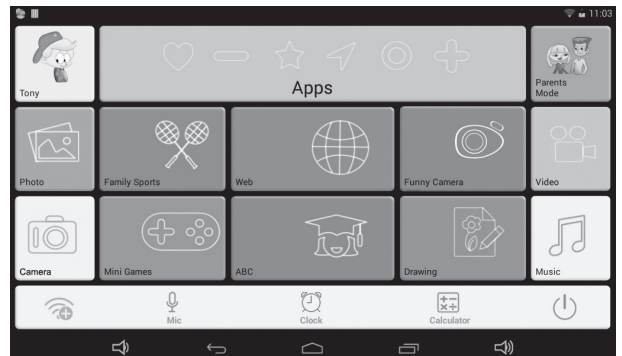 11:03
Tony
Apps
Parents
Mode
Photo
Family Sports
Web
Funny Camera
Video
Camera
Mini Games
ABC
Drawing
Music
Mic
Clock
Calculator